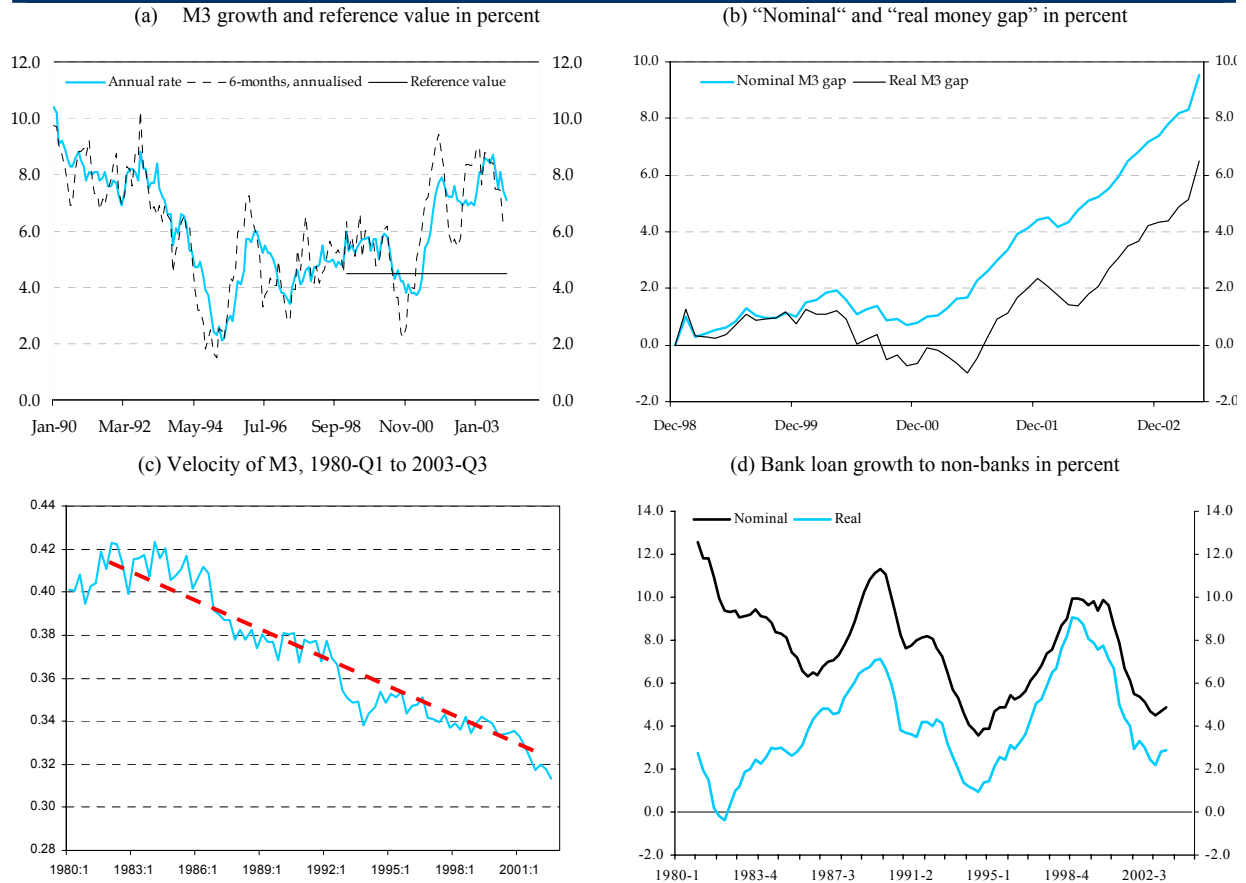 (a) M3 growth and reference value in percent
12.0 12.0
Annual rate 6-months, annualised Reference value
10.0 10.0
8.0 8.0
6.0 6.0
4.0 4.0
2.0 2.0
0.0 0.0
Jan-90 Mar-92 May-94 Jul-96 Sep-98 Nov-00 Jan-03
(b) “Nominal“ and “real money gap” in percent
10.0 10.0
Nominal M3 gap Real M3 gap
8.0 8.0
6.0 6.0
4.0 4.0
2.0 2.0
0.0 0.0
-2.0 -2.0
Dec-98 Dec-99 Dec-00 Dec-01 Dec-02
(c) Velocity of M3, 1980-Q1 to 2003-Q3
0.44
0.42
0.40
0.38
0.36
0.34
0.32
0.30
0.28
1980:1 1983:1 1986:1 1989:1 1992:1 1995:1 1998:1 2001:1
(d) Bank loan growth to non-banks in percent
14.0 14.0
Nominal Real
12.0 12.0
10.0 10.0
8.0 8.0
6.0 6.0
4.0 4.0
2.0 2.0
0.0 0.0
-2.0 -2.0
1980-1 1983-4 1987-3 1991-2 1995-1 1998-4 2002-3